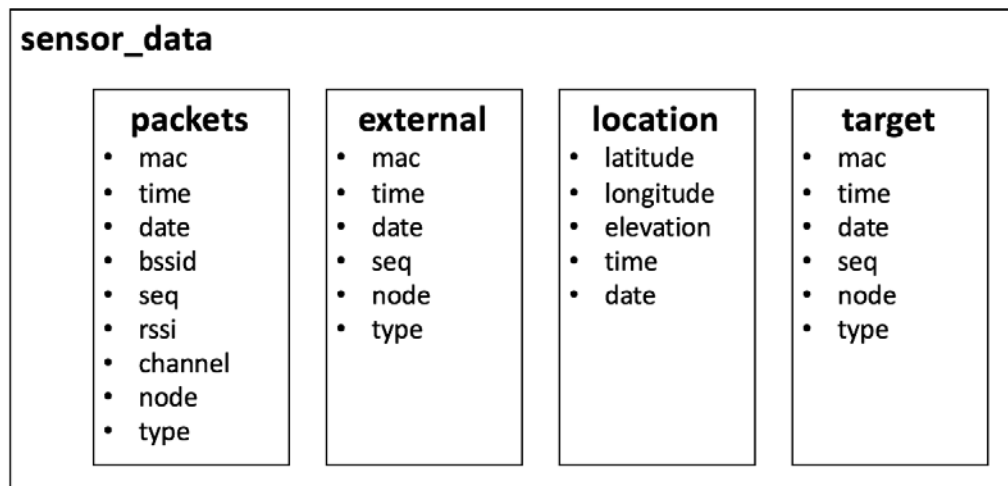 sensor_data
packets
• mac
• time
• date
• bssid
• seq
• rssi
• channel
• node
• type
external
• mac
• time
• date
• seq
• node
• type
location
• latitude
• longitude
• elevation
• time
• date
target
• mac
• time
• date
• seq
• node
• type